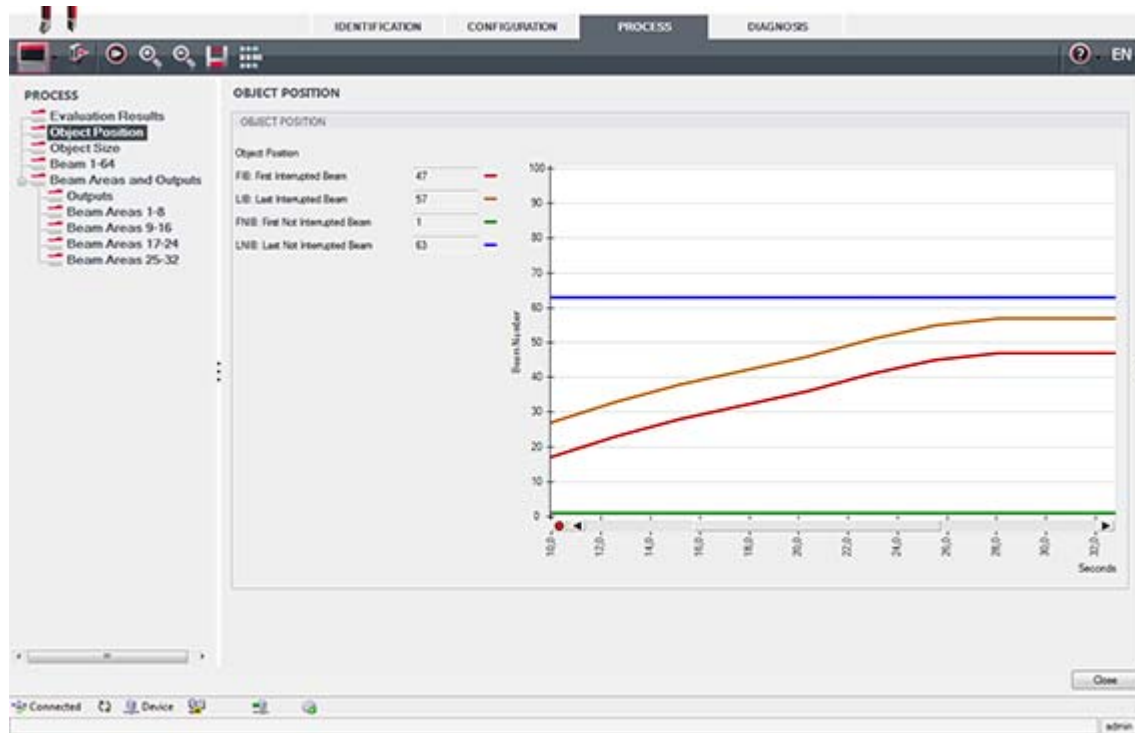 IDENTIFICATION CONFIGURATION PROCESS DIAGNOSIS
EN
PROCESS
Evaluation Results
Object Position
Object Size
Beam 1-64
Beam Areas and Outputs
Outputs
Beam Areas 1-8
Beam Areas 9-16
Beam Areas 17-24
Beam Areas 25-32
OBJECT POSITION
OBJECT POSITION
Object Position
FIB: First Interrupted Beam 47
LIB: Last Interrupted Beam 57
FNIB: First Not Interrupted Beam 1
LNIB: Last Not Interrupted Beam 63
Beam Number
100
90
80
70
60
50
40
30
20
10
0
10,0 12,0 14,0 16,0 18,0 20,0 22,0 24,0 26,0 28,0 30,0 32,0
Seconds
Close
Connected Device
admin